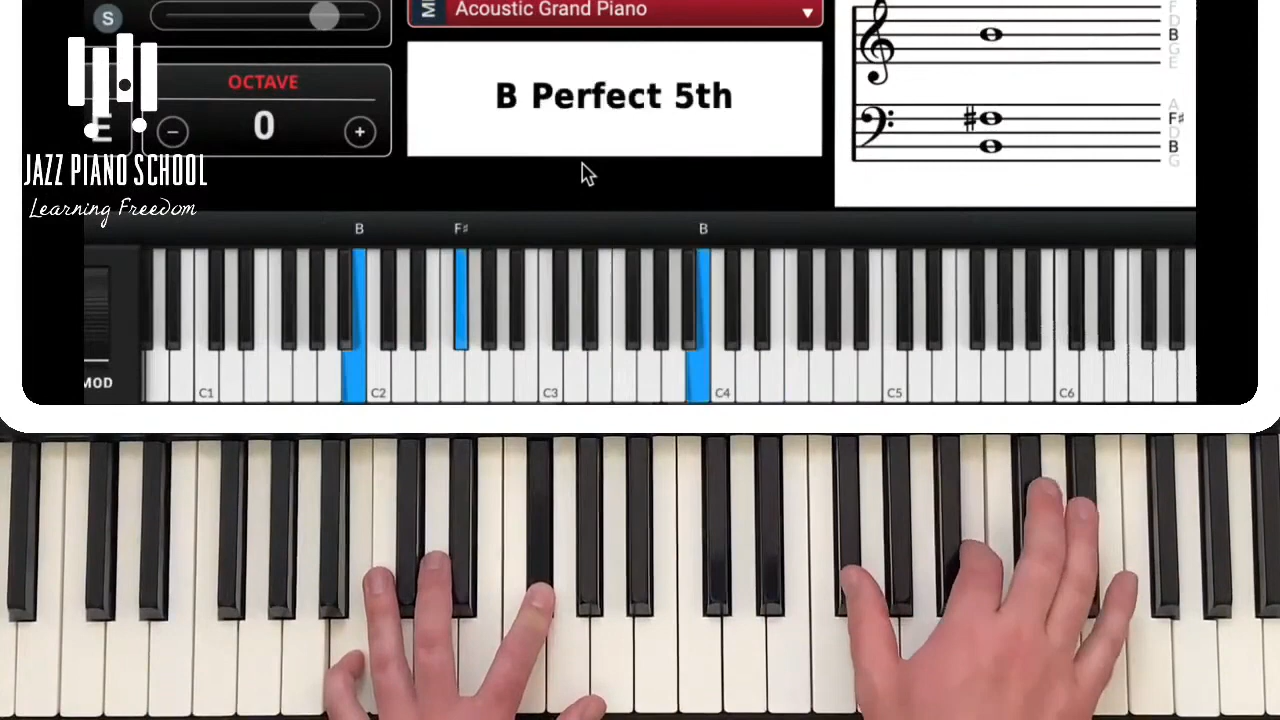 S
Acoustic Grand Piano
OCTAVE
0
− +
E
JAZZ PIANO SCHOOL
Learning Freedom
B Perfect 5th
F
D
B
G
E
A
F♯
D
B
G
B F♯ B
MOD
C1 C2 C3 C4 C5 C6